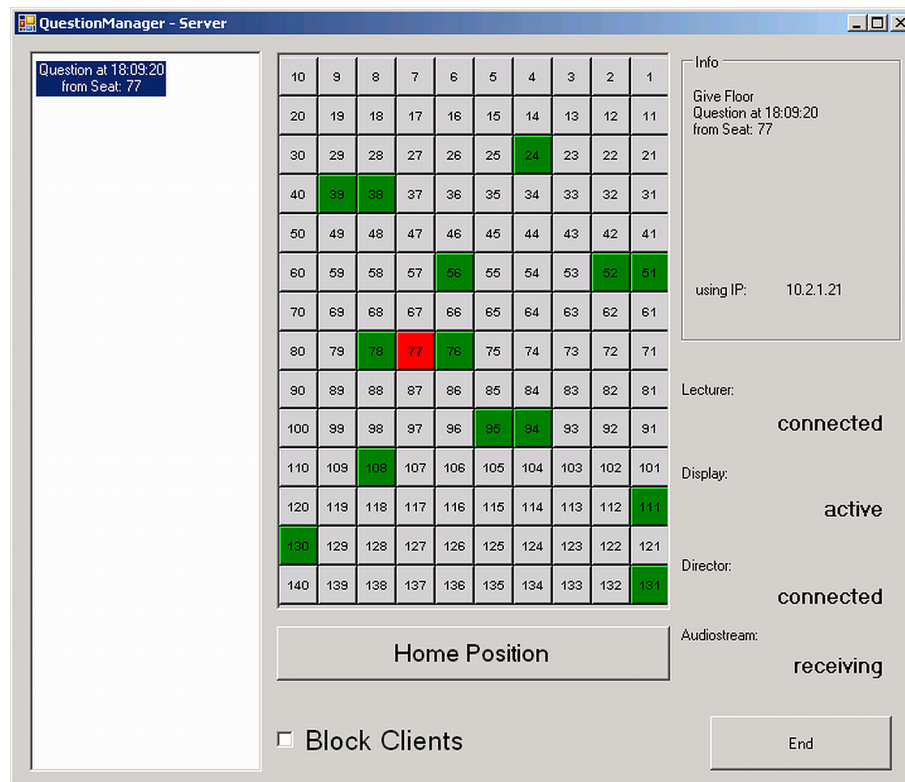 QuestionManager - Server
Question at 18:09:20
from Seat: 77
10 9 8 7 6 5 4 3 2 1
20 19 18 17 16 15 14 13 12 11
30 29 28 27 26 25 24 23 22 21
40 39 38 37 36 35 34 33 32 31
50 49 48 47 46 45 44 43 42 41
60 59 58 57 56 55 54 53 52 51
70 69 68 67 66 65 64 63 62 61
80 79 78 77 76 75 74 73 72 71
90 89 88 87 86 85 84 83 82 81
100 99 98 97 96 95 94 93 92 91
110 109 108 107 106 105 104 103 102 101
120 119 118 117 116 115 114 113 112 111
130 129 128 127 126 125 124 123 122 121
140 139 138 137 136 135 134 133 132 131
Home Position
Block Clients
Info
Give Floor
Question at 18:09:20
from Seat: 77
using IP: 10.2.1.21
Lecturer:
connected
Display:
active
Director:
connected
Audiostream:
receiving
End